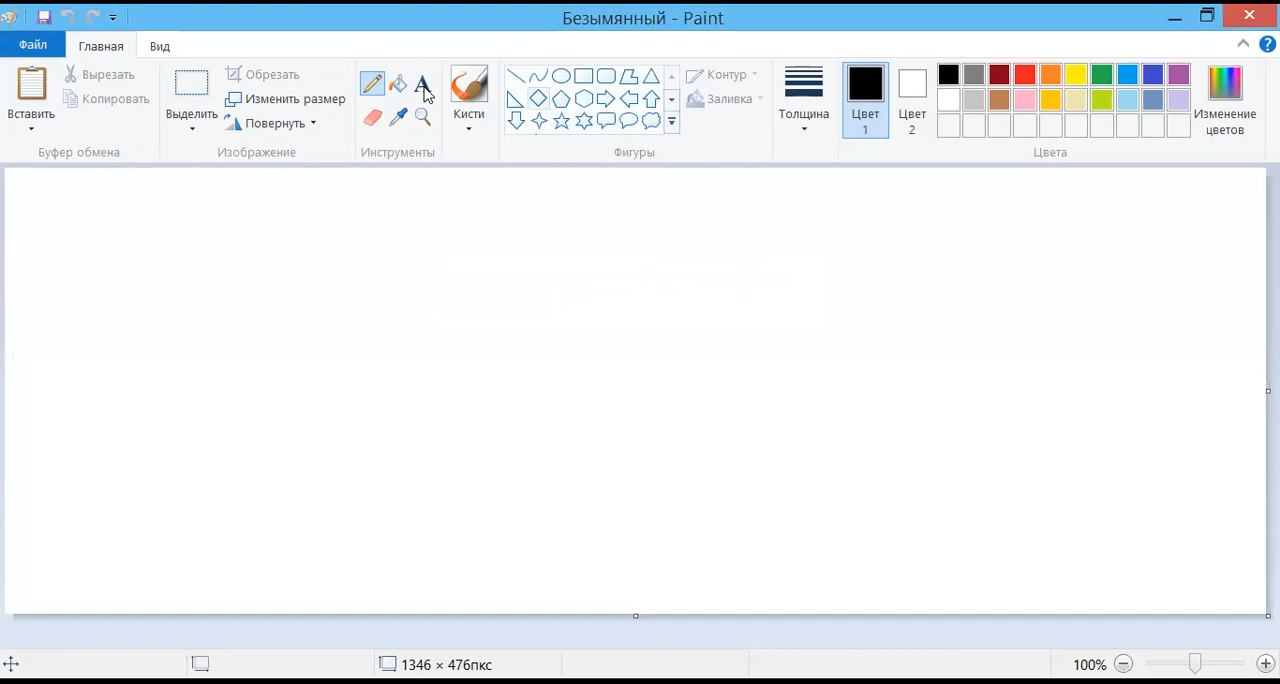 Безымянный - Paint
Файл Главная Вид
Вставить
Вырезать
Копировать
Буфер обмена
Выделить
Обрезать
Изменить размер
Повернуть
Изображение
A
Инструменты
Кисти
Контур
Заливка
Фигуры
Толщина
Цвет 1
Цвет 2
Изменение цветов
Цвета
1346 × 476пкс
100%